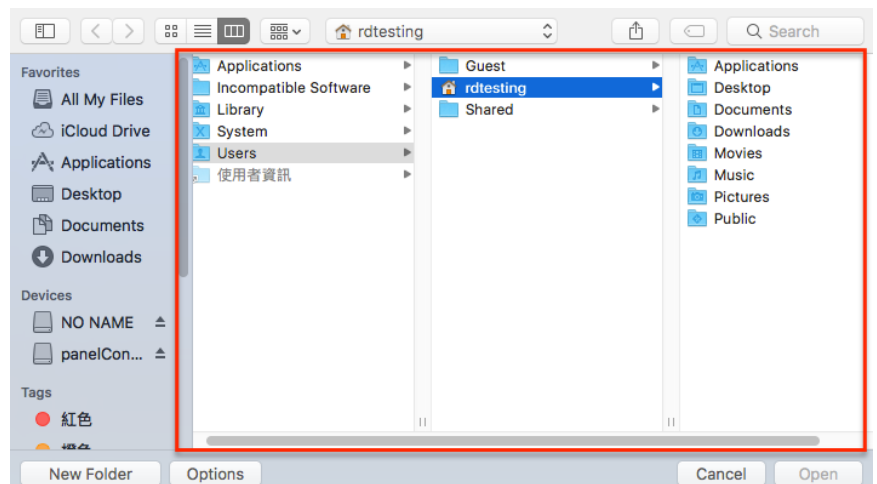 rdtesting
Search
Favorites
All My Files
iCloud Drive
Applications
Desktop
Documents
Downloads
Devices
NO NAME
panelCon...
Tags
紅色
Applications
Incompatible Software
Library
System
Users
使用者資訊
Guest
rdtesting
Shared
Applications
Desktop
Documents
Downloads
Movies
Music
Pictures
Public
New Folder
Options
Cancel
Open